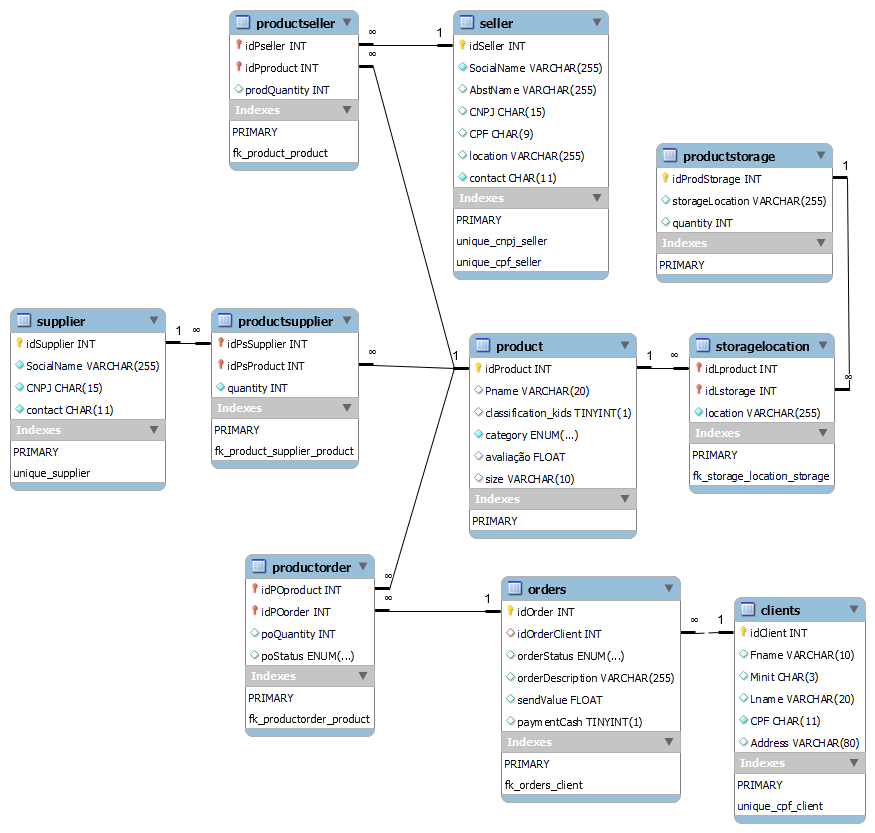 productseller
idPseller INT
idPproduct INT
prodQuantity INT
Indexes
PRIMARY
fk_product_product
∞
∞
1
seller
idSeller INT
SocialName VARCHAR(255)
AbstName VARCHAR(255)
CNPJ CHAR(15)
CPF CHAR(9)
location VARCHAR(255)
contact CHAR(11)
Indexes
PRIMARY
unique_cnpj_seller
unique_cpf_seller
productstorage
idProdStorage INT
storageLocation VARCHAR(255)
quantity INT
Indexes
PRIMARY
1
supplier
idSupplier INT
SocialName VARCHAR(255)
CNPJ CHAR(15)
contact CHAR(11)
Indexes
PRIMARY
unique_supplier
1
∞
productsupplier
idPsSupplier INT
idPsProduct INT
quantity INT
Indexes
PRIMARY
fk_product_supplier_product
∞
1
product
idProduct INT
Pname VARCHAR(20)
classification_kids TINYINT(1)
category ENUM(...)
avaliação FLOAT
size VARCHAR(10)
Indexes
PRIMARY
1
∞
storagelocation
idLproduct INT
idLstorage INT
location VARCHAR(255)
Indexes
PRIMARY
fk_storage_location_storage
∞
productorder
idPOproduct INT
idPOorder INT
poQuantity INT
poStatus ENUM(...)
Indexes
PRIMARY
fk_productorder_product
∞
∞
1
orders
idOrder INT
idOrderClient INT
orderStatus ENUM(...)
orderDescription VARCHAR(255)
sendValue FLOAT
paymentCash TINYINT(1)
Indexes
PRIMARY
fk_orders_client
∞
1
clients
idClient INT
Fname VARCHAR(10)
Minit CHAR(3)
Lname VARCHAR(20)
CPF CHAR(11)
Address VARCHAR(80)
Indexes
PRIMARY
unique_cpf_client